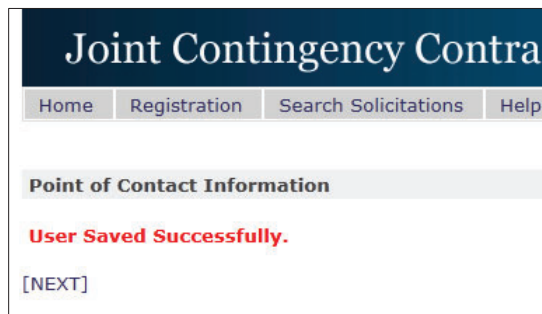 Joint Contingency Contra
Home Registration Search Solicitations Help
Point of Contact Information
User Saved Successfully.
[NEXT]